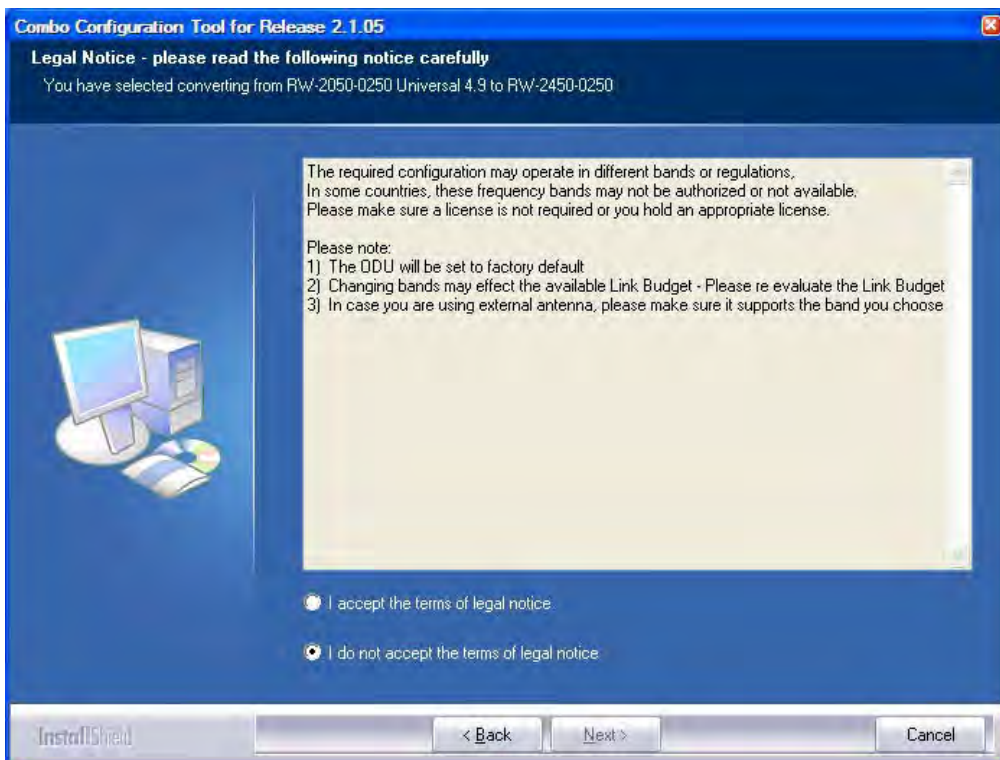 Combo Configuration Tool for Release 2.1.05
Legal Notice - please read the following notice carefully
You have selected converting from RW-2050-0250 Universal 4.9 to RW-2450-0250
The required configuration may operate in different bands or regulations,
In some countries, these frequency bands may not be authorized or not available.
Please make sure a license is not required or you hold an appropriate license.
Please note:
1) The ODU will be set to factory default
2) Changing bands may effect the available Link Budget - Please re evaluate the Link Budget
3) In case you are using external antenna, please make sure it supports the band you choose
I accept the terms of legal notice
I do not accept the terms of legal notice
InstallShield
< Back
Next >
Cancel